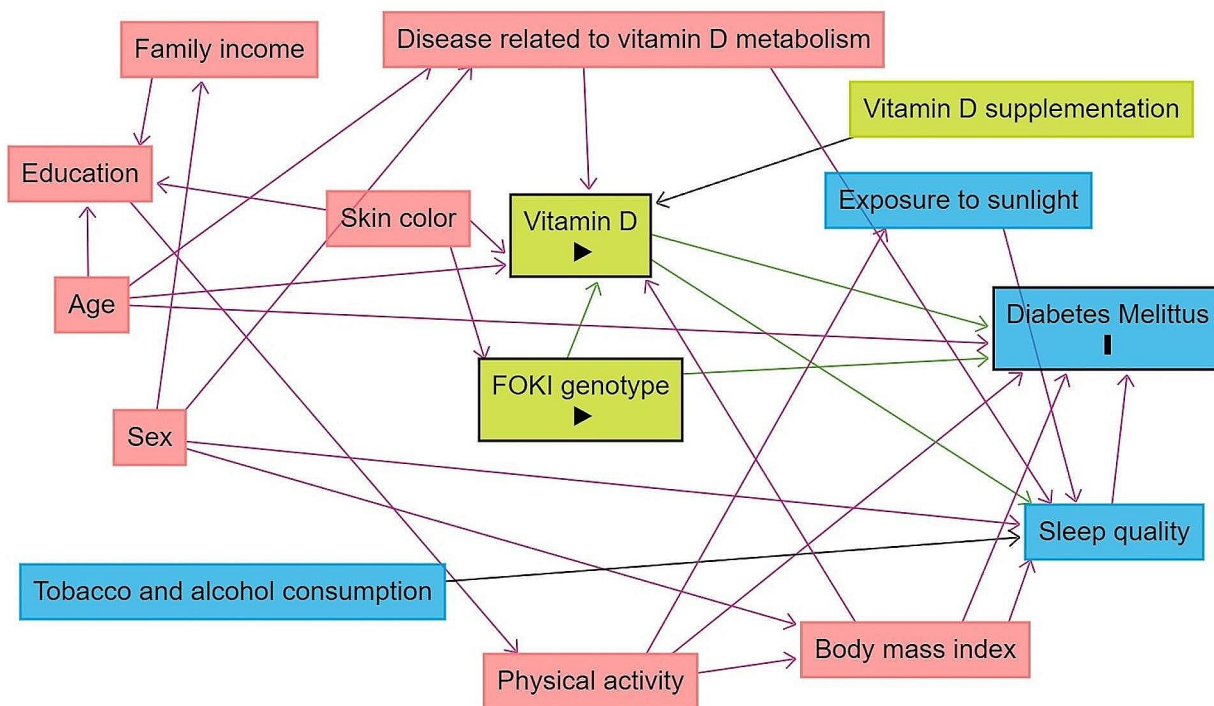 Family income
Disease related to vitamin D metabolism
Vitamin D supplementation
Education
Skin color
Vitamin D
Exposure to sunlight
Age
Diabetes Melittus
FOKI genotype
Sex
Sleep quality
Tobacco and alcohol consumption
Body mass index
Physical activity